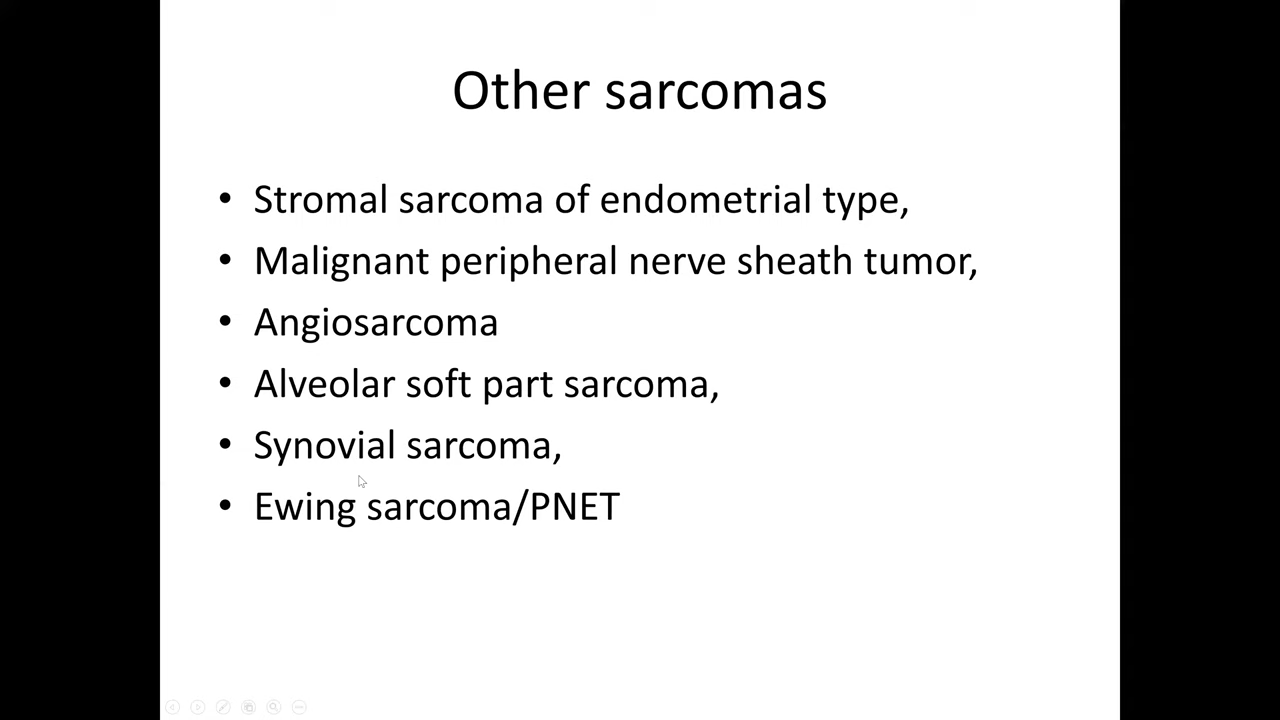 Other sarcomas
• Stromal sarcoma of endometrial type,
• Malignant peripheral nerve sheath tumor,
• Angiosarcoma
• Alveolar soft part sarcoma,
• Synovial sarcoma,
• Ewing sarcoma/PNET